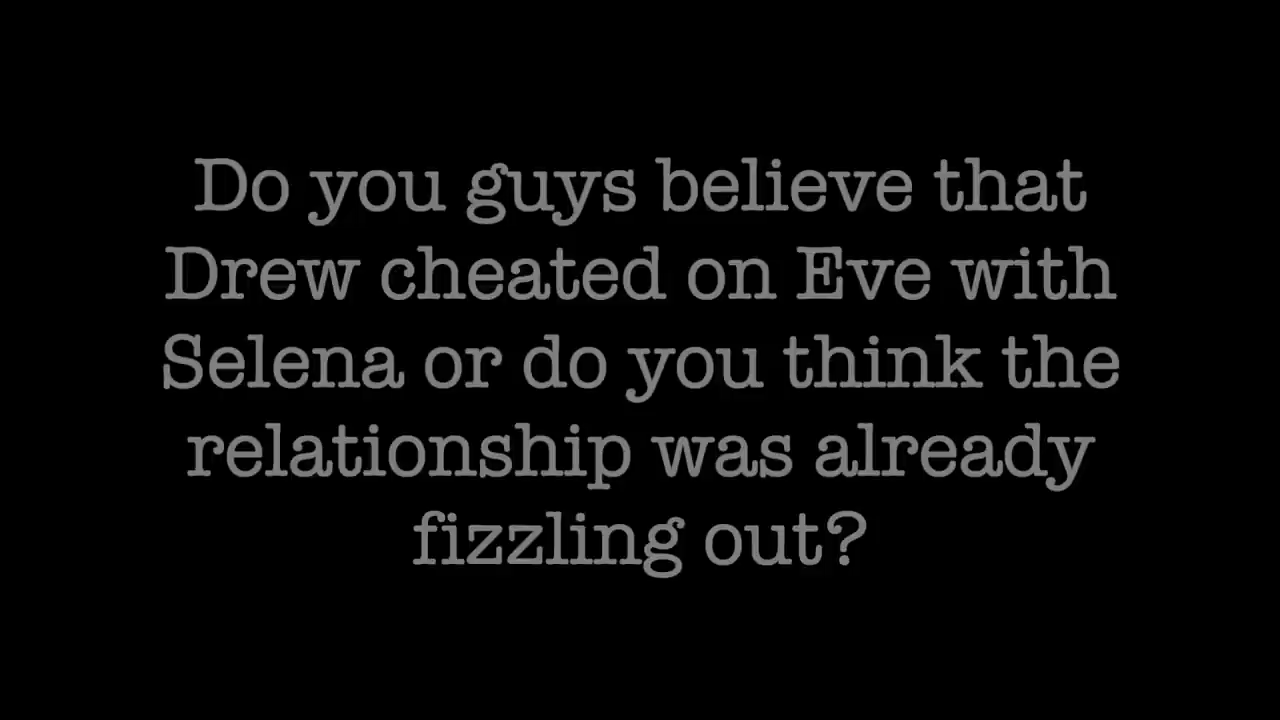 Do you guys believe that
Drew cheated on Eve with
Selena or do you think the
relationship was already
fizzling out?